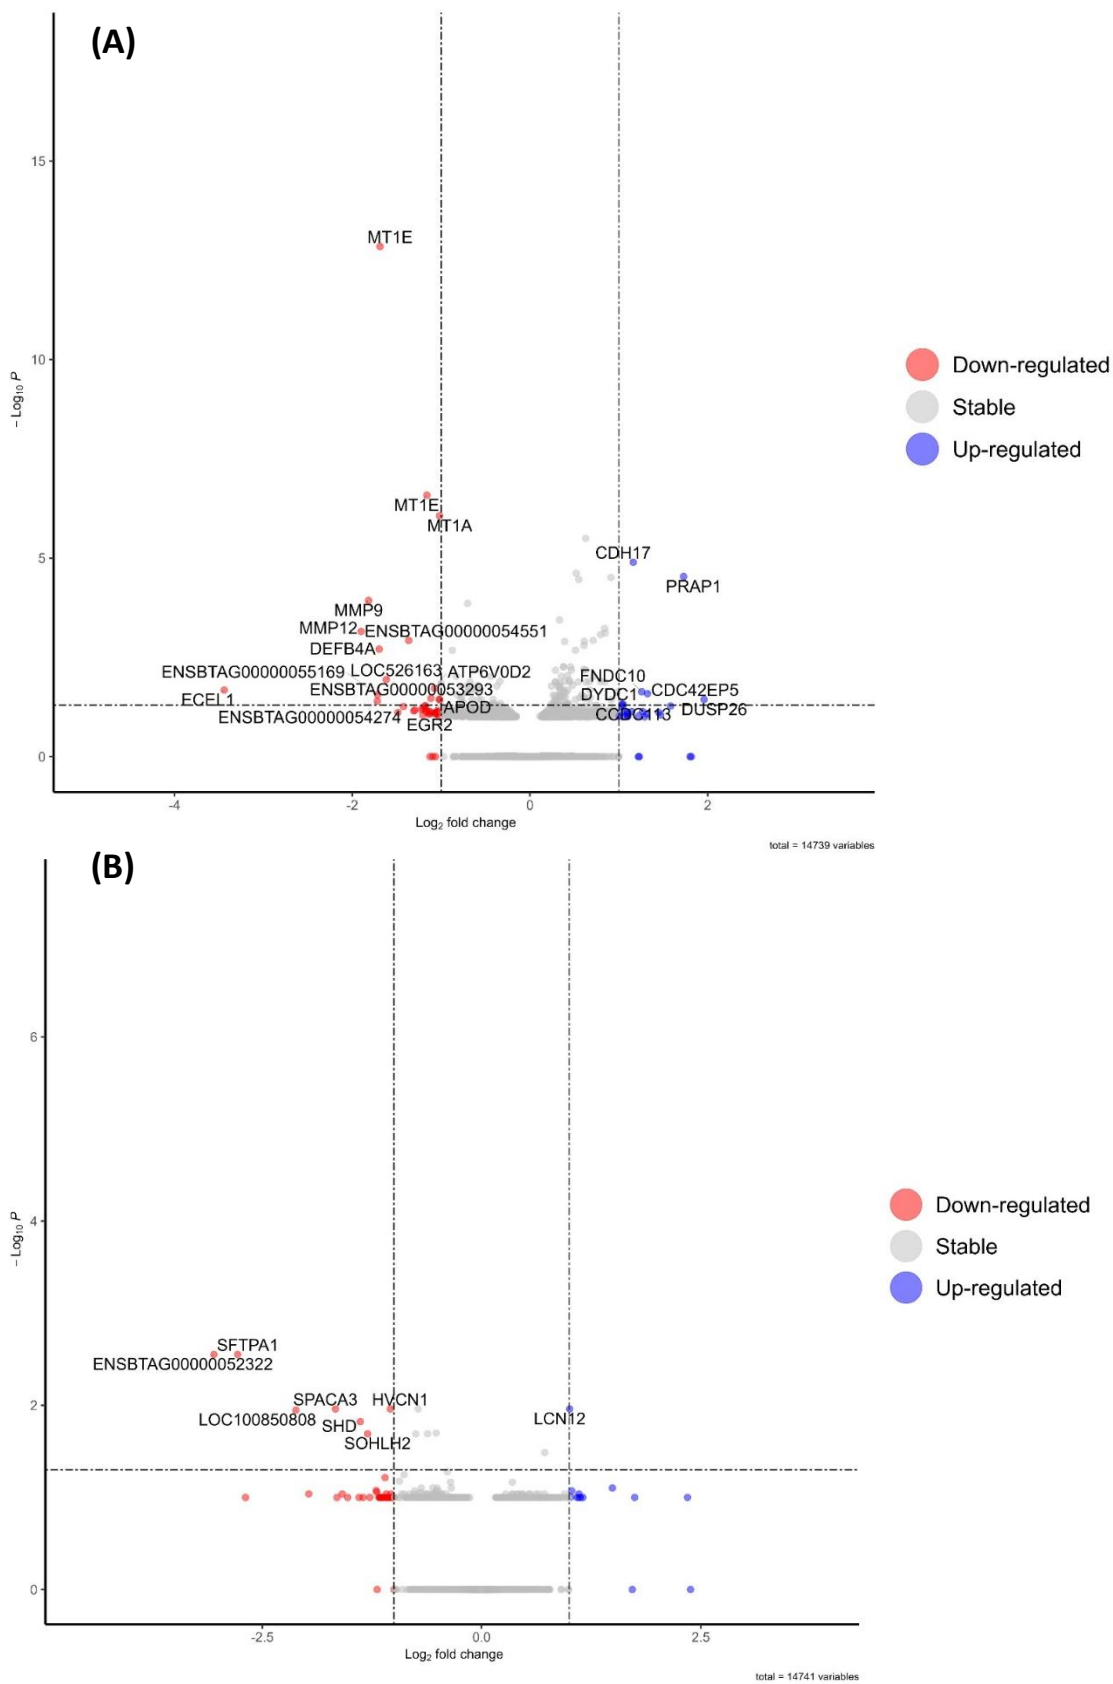 (A)
15
MT1E
10
Down-regulated
– Log10 P
Stable
Up-regulated
MT1E
MT1A
5
CDH17
PRAP1
MMP9
MMP12
ENSBTAG00000054551
DEFB4A
ENSBTAG00000055169
LOC526163
ATP6V0D2
FNDC10
ENSBTAG00000053293
DYDC1
CDC42EP5
ECEL1
APOD
DUSP26
ENSBTAG00000054274
CCDC113
EGR2
0
-4
-2
0
2
Log2 fold change
total = 14739 variables
(B)
6
Down-regulated
4
– Log10 P
Stable
Up-regulated
SFTPA1
ENSBTAG00000052322
2
SPACA3
HVCN1
LOC100850808
LCN12
SHD
SOHLH2
0
-2.5
0.0
2.5
Log2 fold change
total = 14741 variables